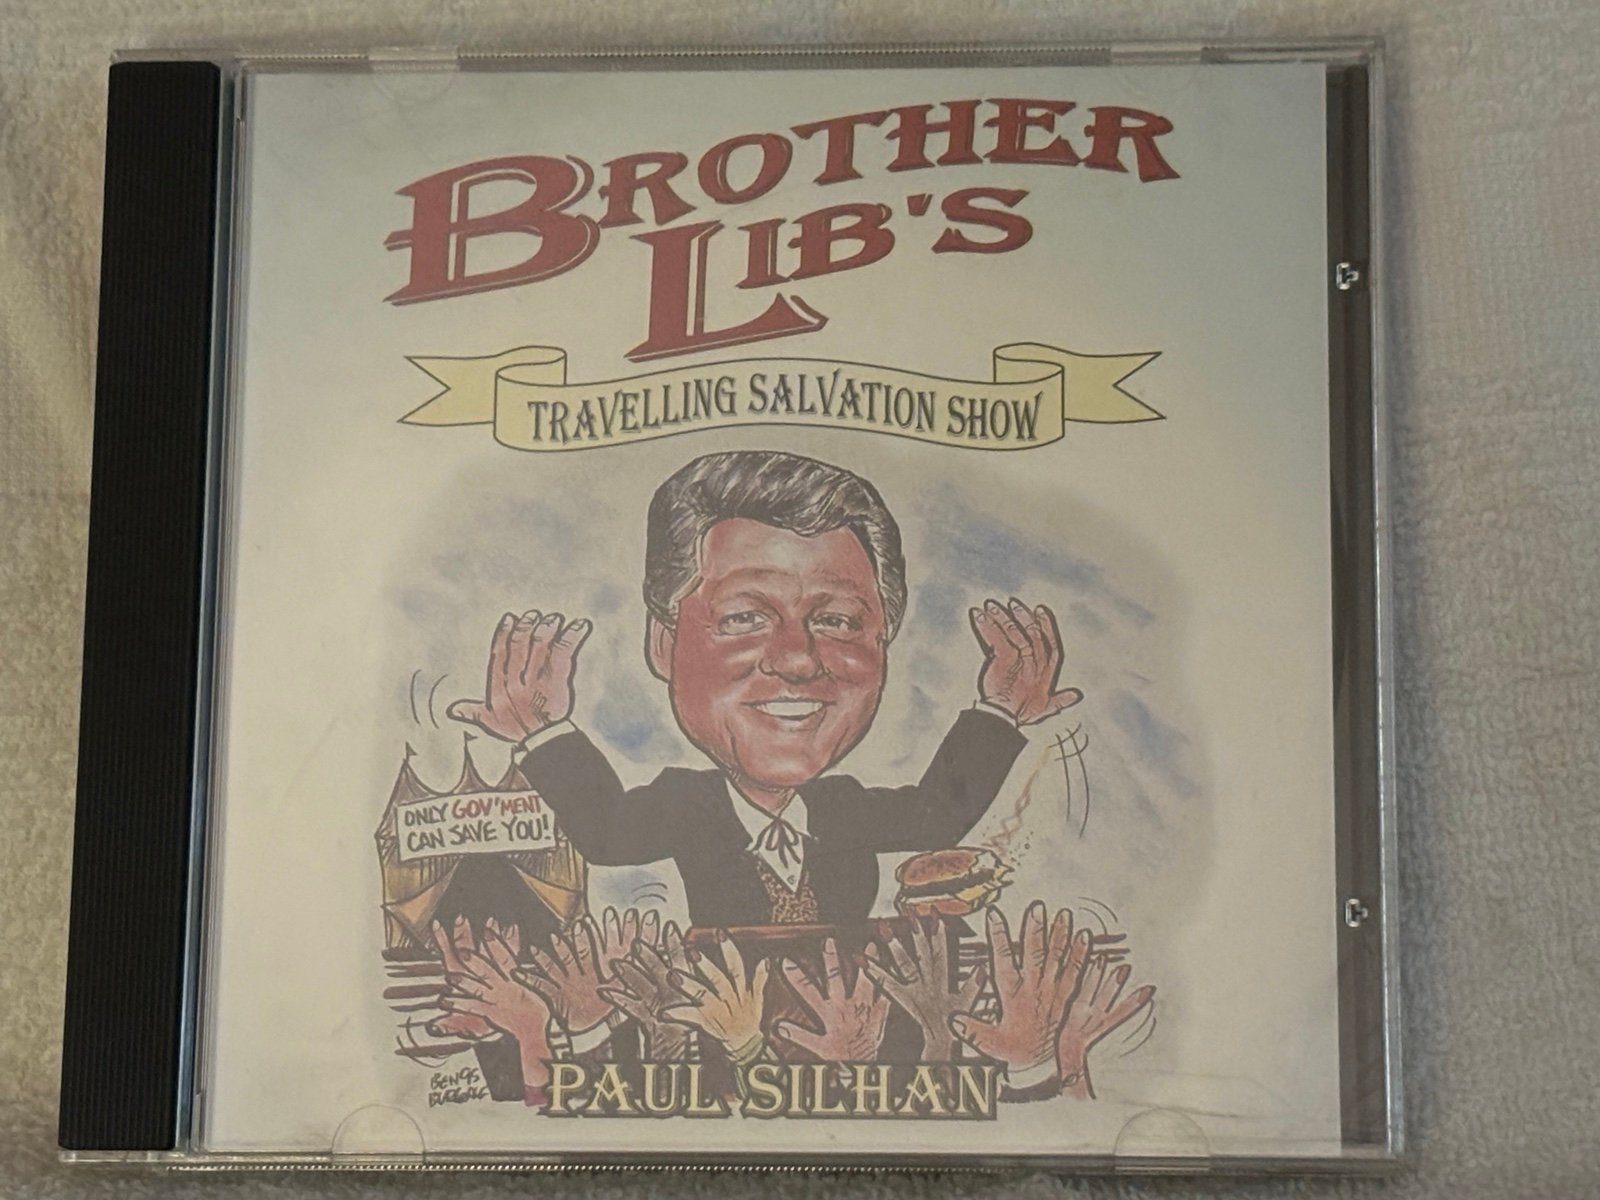 BROTHER
LIB'S
TRAVELLING SALVATION SHOW
ONLY GOV'MENT
CAN SAVE YOU!
PAUL SILHAN